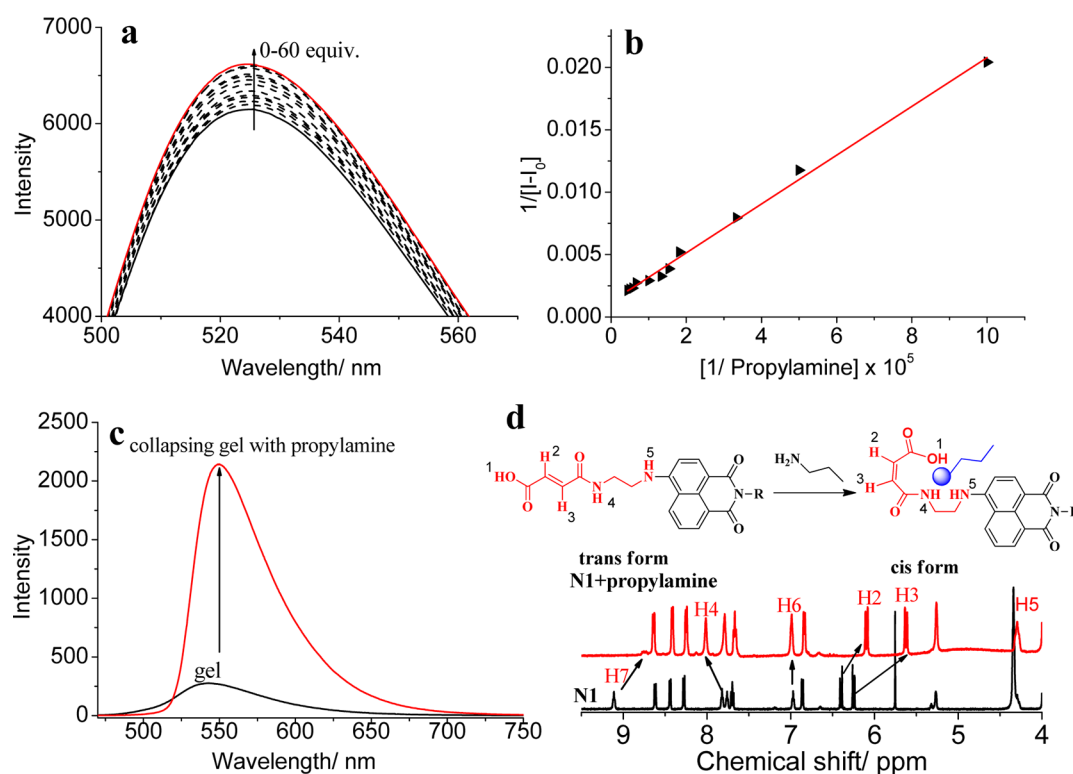 a
0-60 equiv.
7000
6000
5000
4000
Intensity
500 520 540 560
Wavelength/ nm
b
0.020
0.015
0.010
0.005
0.000
1/[I-I0]
0 2 4 6 8 10
[1/ Propylamine] x 10^5
c
collapsing gel with propylamine
gel
2500
2000
1500
1000
500
0
Intensity
500 550 600 650 700 750
Wavelength/ nm
d
1 HO O H 2 H 3 O N H 4 5 H N O N-R O
H2N
2 O 1 OH H H 3 O NH 4 HN 5 O N-R O
trans form
N1+propylamine
cis form
H7 H4 H6 H2 H3 H5
N1
9 8 7 6 5 4
Chemical shift/ ppm